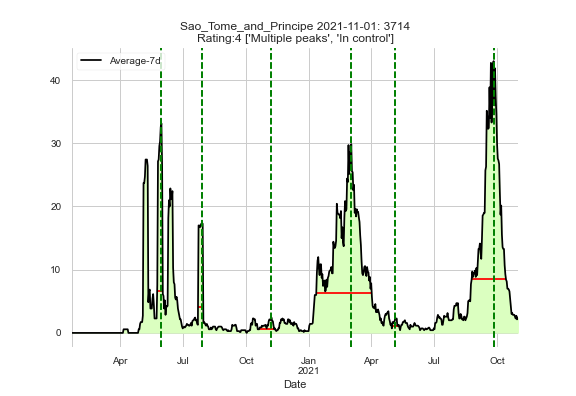 Sao_Tome_and_Principe 2021-11-01: 3714
Rating:4 ['Multiple peaks', 'In control']
Average-7d
40
30
20
10
0
Apr Jul Oct Jan Apr Jul Oct
2021
Date